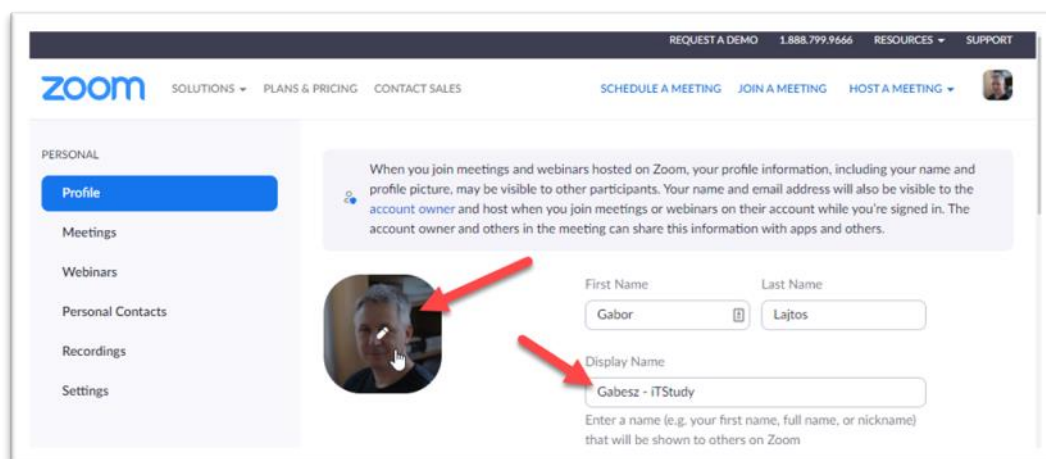 REQUEST A DEMO 1.888.799.9666 RESOURCES SUPPORT
zoom SOLUTIONS PLANS & PRICING CONTACT SALES SCHEDULE A MEETING JOIN A MEETING HOST A MEETING
PERSONAL
Profile
Meetings
Webinars
Personal Contacts
Recordings
Settings
When you join meetings and webinars hosted on Zoom, your profile information, including your name and
profile picture, may be visible to other participants. Your name and email address will also be visible to the
account owner and host when you join meetings or webinars on their account while you're signed in. The
account owner and others in the meeting can share this information with apps and others.
First Name Last Name
Gabor Lajtos
Display Name
Gabesz - iTStudy
Enter a name (e.g. your first name, full name, or nickname)
that will be shown to others on Zoom